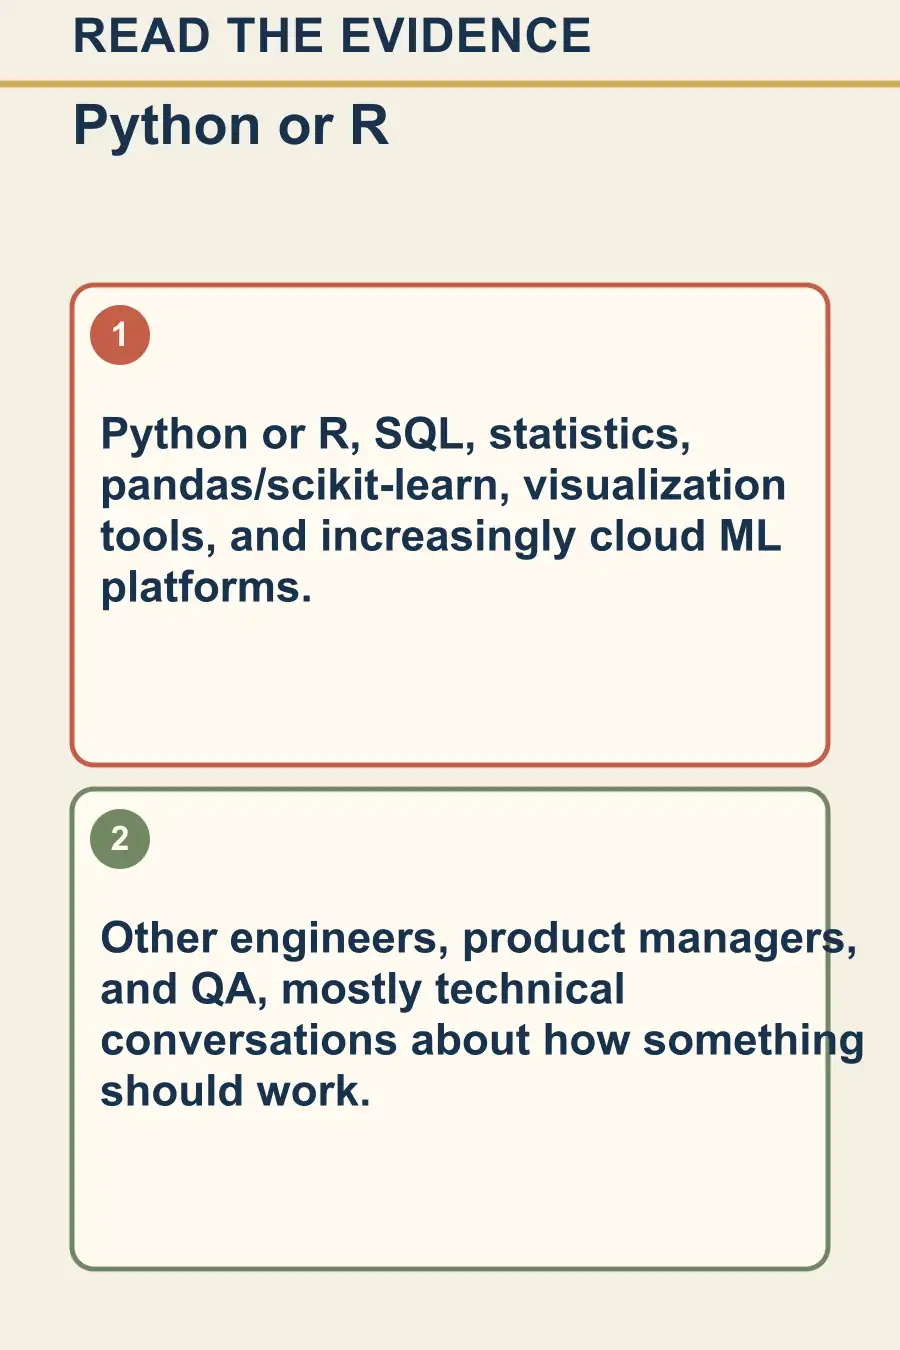 READ THE EVIDENCE
Python or R
1
Python or R, SQL, statistics,
pandas/scikit-learn, visualization
tools, and increasingly cloud ML
platforms.
2
Other engineers, product managers,
and QA, mostly technical
conversations about how something
should work.